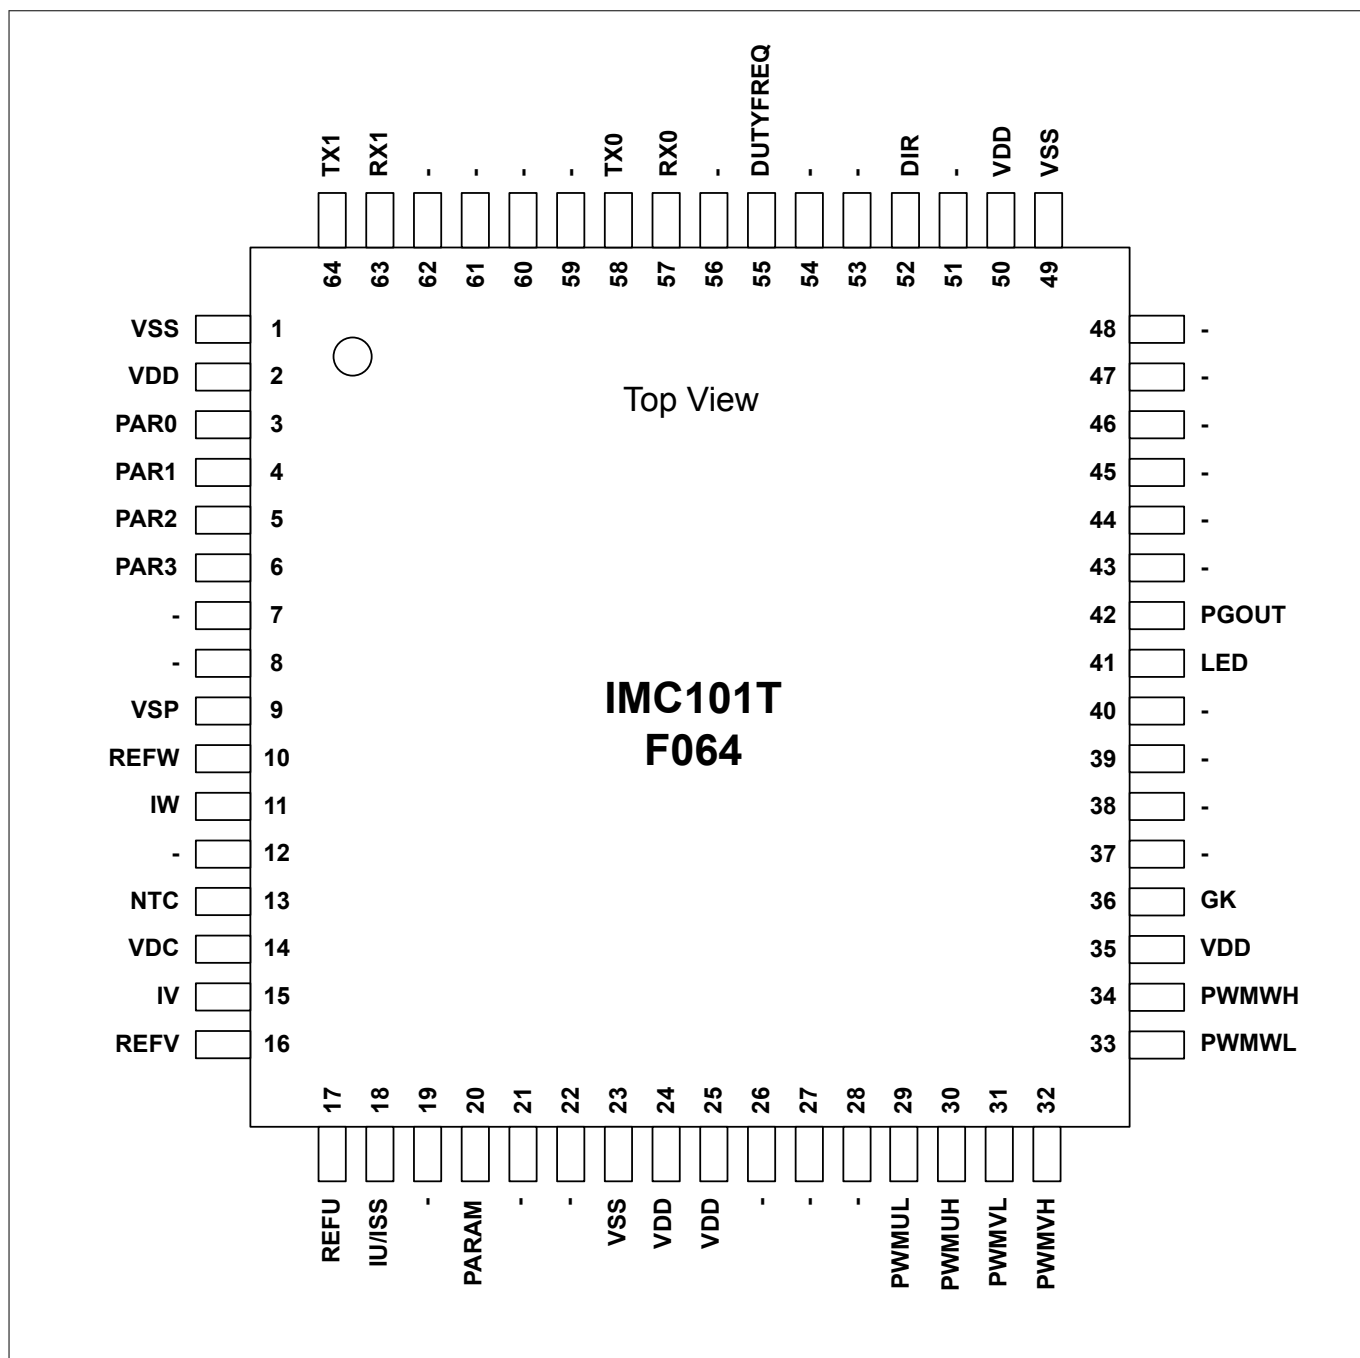 TX1
RX1
-
-
-
-
TX0
RX0
-
DUTYFREQ
-
-
DIR
-
VDD
VSS
64
63
62
61
60
59
58
57
56
55
54
53
52
51
50
49
VSS 1
VDD 2
PAR0 3
PAR1 4
PAR2 5
PAR3 6
- 7
- 8
VSP 9
REFW 10
IW 11
- 12
NTC 13
VDC 14
IV 15
REFV 16
Top View
IMC101T
F064
48 -
47 -
46 -
45 -
44 -
43 -
42 PGOUT
41 LED
40 -
39 -
38 -
37 -
36 GK
35 VDD
34 PWMWH
33 PWMWL
17
18
19
20
21
22
23
24
25
26
27
28
29
30
31
32
REFU
IU/ISS
-
PARAM
-
-
VSS
VDD
VDD
-
-
-
PWMUL
PWMUH
PWMVL
PWMVH